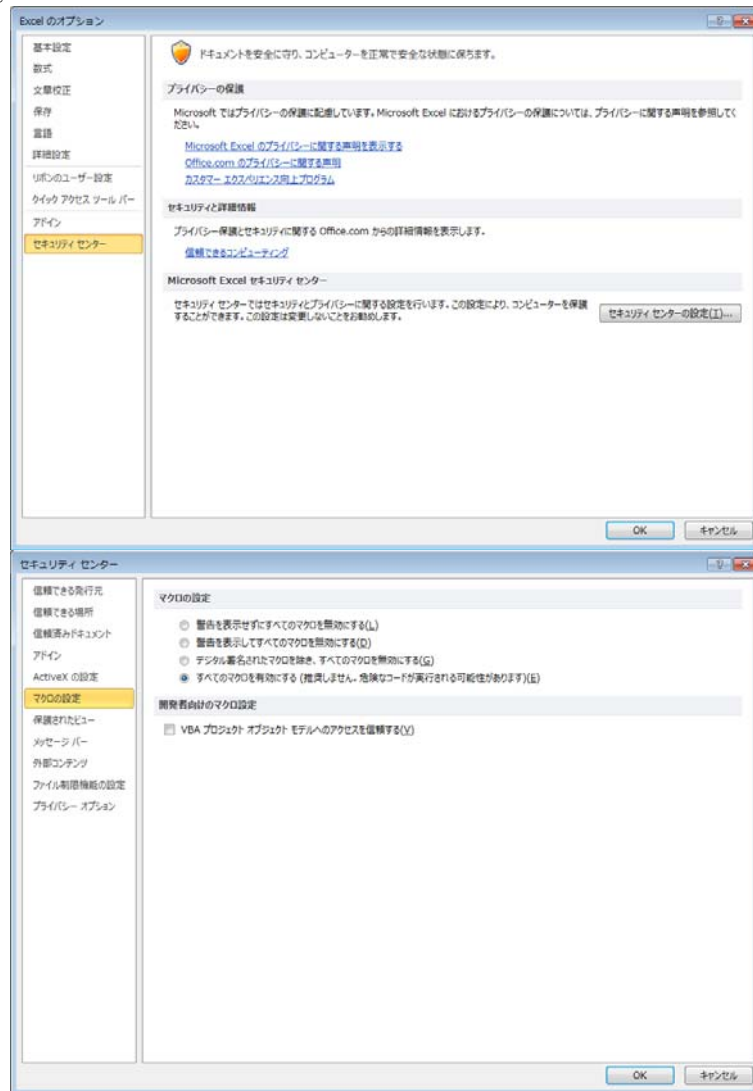 Excel のオプション
基本設定
数式
文章校正
保存
言語
詳細設定
リボンのユーザー設定
クイック アクセス ツール バー
アドイン
セキュリティ センター
ドキュメントを安全に守り、コンピューターを正常で安全な状態に保ちます。
プライバシーの保護
Microsoft ではプライバシーの保護に配慮しています。Microsoft Excel におけるプライバシーの保護については、プライバシーに関する声明を参照してく
ださい。
Microsoft Excel のプライバシーに関する声明を表示する
Office.com のプライバシーに関する声明
カスタマー エクスペリエンス向上プログラム
セキュリティと詳細情報
プライバシー保護とセキュリティに関する Office.com からの詳細情報を表示します。
信頼できるコンピューティング
Microsoft Excel セキュリティ センター
セキュリティ センターではセキュリティとプライバシーに関する設定を行います。この設定により、コンピューターを保護
することができます。この設定は変更しないことをお勧めします。
セキュリティ センターの設定(T)...
OK キャンセル
セキュリティ センター
信頼できる発行元
信頼できる場所
信頼済みドキュメント
アドイン
ActiveX の設定
マクロの設定
保護されたビュー
メッセージ バー
外部コンテンツ
ファイル制限機能の設定
プライバシー オプション
マクロの設定
警告を表示せずにすべてのマクロを無効にする(L)
警告を表示してすべてのマクロを無効にする(D)
デジタル署名されたマクロを除き、すべてのマクロを無効にする(G)
すべてのマクロを有効にする (推奨しません。危険なコードが実行される可能性があります)(E)
開発者向けのマクロ設定
VBA プロジェクト オブジェクト モデルへのアクセスを信頼する(V)
OK キャンセル